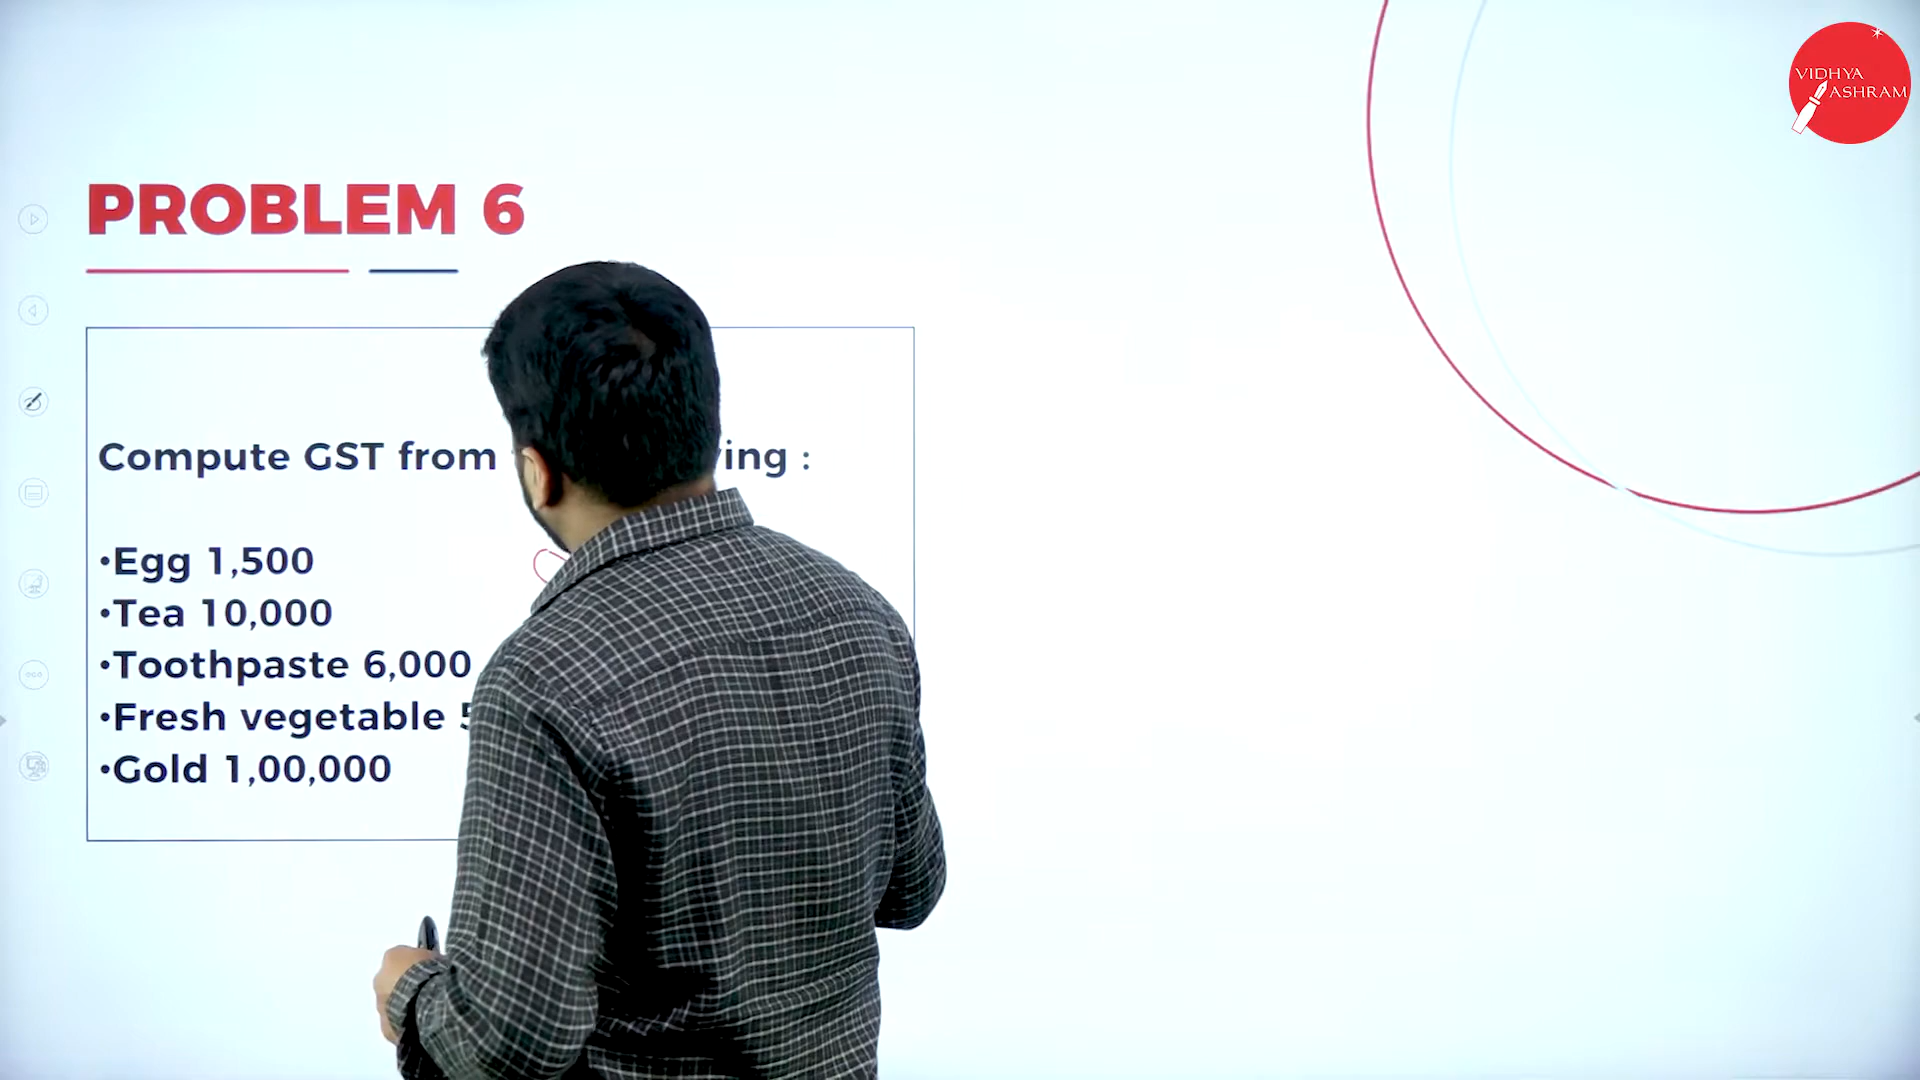 VIDHYA
ASHRAM
PROBLEM 6
Compute GST from ing :
•Egg 1,500
•Tea 10,000
•Toothpaste 6,000
•Fresh vegetable
•Gold 1,00,000